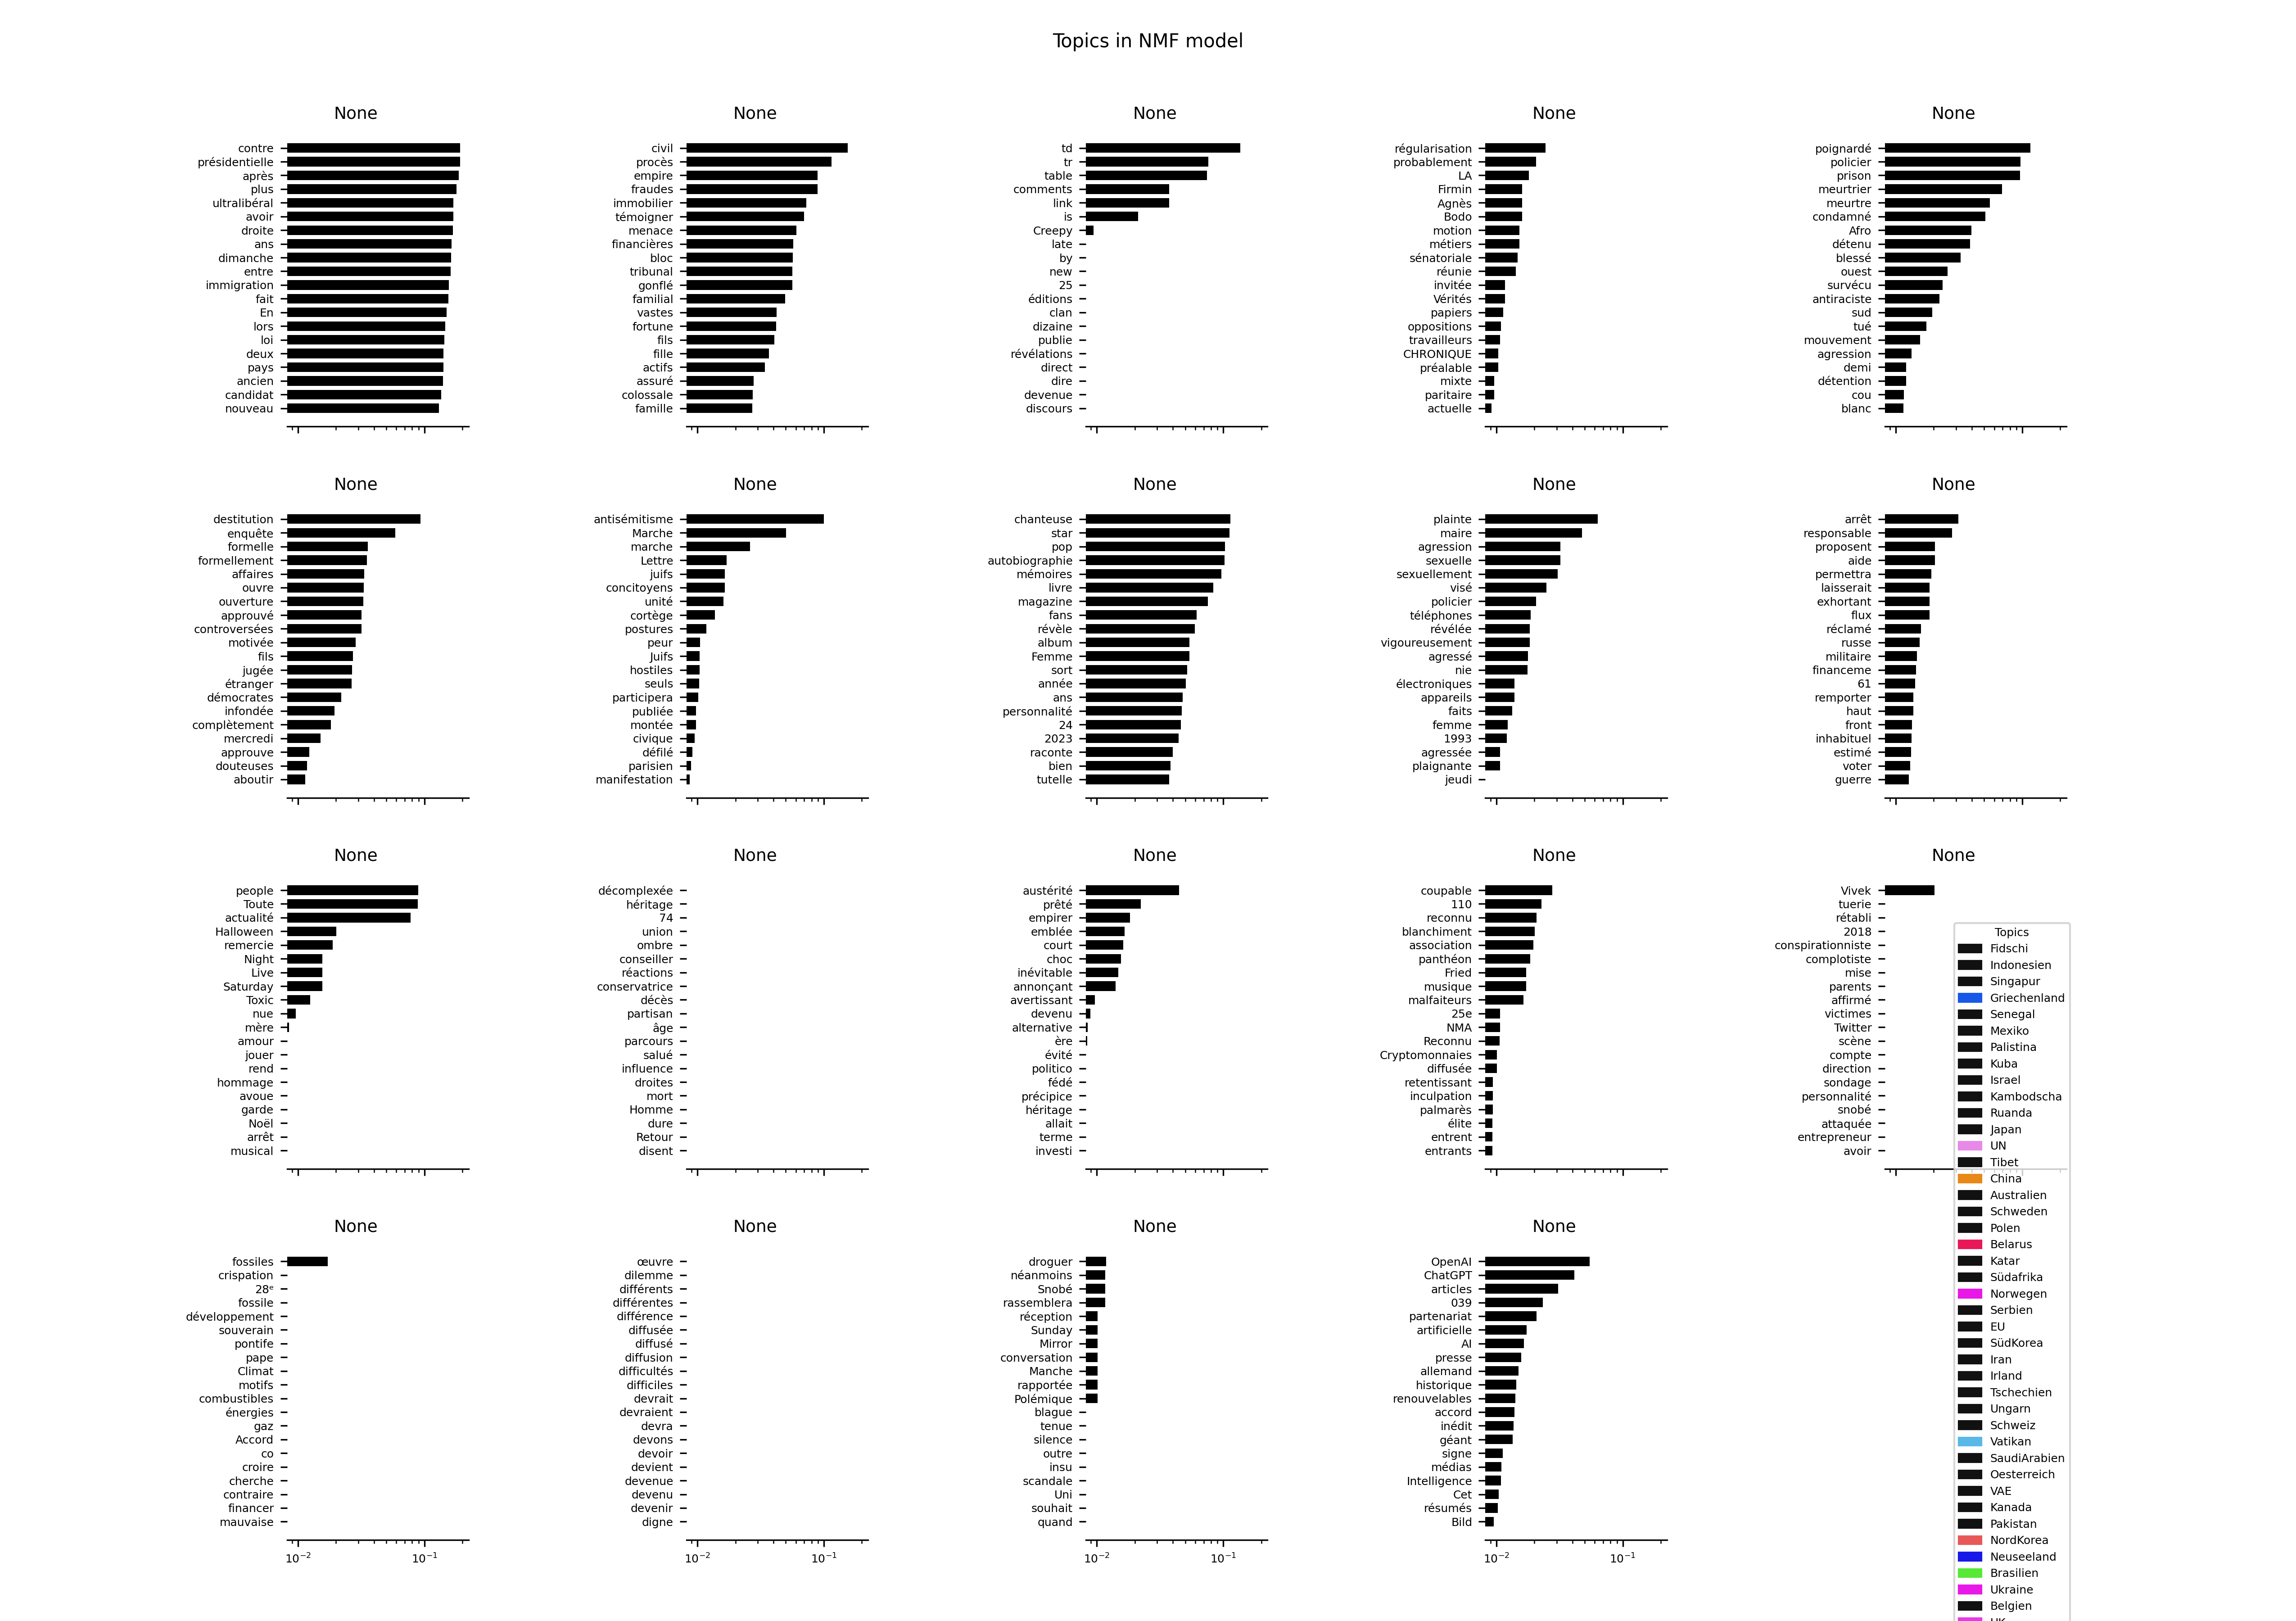 Topics in NMF model
None
contre
présidentielle
après
plus
ultralibéral
avoir
droite
ans
dimanche
entre
immigration
fait
En
lors
loi
deux
pays
ancien
candidat
nouveau
None
civil
procès
empire
fraudes
immobilier
témoigner
menace
financières
bloc
tribunal
gonflé
familial
vastes
fortune
fils
fille
actifs
assuré
colossale
famille
None
td
tr
table
comments
link
is
Creepy
late
by
new
25
éditions
clan
dizaine
publie
révélations
direct
dire
devenue
discours
None
régularisation
probablement
LA
Firmin
Agnès
Bodo
motion
métiers
sénatoriale
réunie
invitée
Vérités
papiers
oppositions
travailleurs
CHRONIQUE
préalable
mixte
paritaire
actuelle
None
poignardé
policier
prison
meurtrier
meurtre
condamné
Afro
détenu
blessé
ouest
survécu
antiraciste
sud
tué
mouvement
agression
demi
détention
cou
blanc
None
destitution
enquête
formelle
formellement
affaires
ouvre
ouverture
approuvé
controversées
motivée
fils
jugée
étranger
démocrates
infondée
complètement
mercredi
approuve
douteuses
aboutir
None
antisémitisme
Marche
marche
Lettre
juifs
concitoyens
unité
cortège
postures
peur
Juifs
hostiles
seuls
participera
publiée
montée
civique
défilé
parisien
manifestation
None
chanteuse
star
pop
autobiographie
mémoires
livre
magazine
fans
révèle
album
Femme
sort
année
ans
personnalité
24
2023
raconte
bien
tutelle
None
plainte
maire
agression
sexuelle
sexuellement
visé
policier
téléphones
révélée
vigoureusement
agressé
nie
électroniques
appareils
faits
femme
1993
agressée
plaignante
jeudi
None
arrêt
responsable
proposent
aide
permettra
laisserait
exhortant
flux
réclamé
russe
militaire
financeme
61
remporter
haut
front
inhabituel
estimé
voter
guerre
None
people
Toute
actualité
Halloween
remercie
Night
Live
Saturday
Toxic
nue
mère
amour
jouer
rend
hommage
avoue
garde
Noël
arrêt
musical
None
décomplexée
héritage
74
union
ombre
conseiller
réactions
conservatrice
décès
partisan
âge
parcours
salué
influence
droites
mort
Homme
dure
Retour
disent
None
austérité
prêté
empirer
emblée
court
choc
inévitable
annonçant
avertissant
devenu
alternative
ère
évité
politico
fédé
précipice
héritage
allait
terme
investi
None
coupable
110
reconnu
blanchiment
association
panthéon
Fried
musique
malfaiteurs
25e
NMA
Reconnu
Cryptomonnaies
diffusée
retentissant
inculpation
palmarès
élite
entrent
entrants
None
Vivek
tuerie
rétabli
2018
conspirationniste
complotiste
mise
parents
affirmé
victimes
Twitter
scène
compte
direction
sondage
personnalité
snobé
attaquée
entrepreneur
avoir
None
fossiles
crispation
28ᵉ
fossile
développement
souverain
pontife
pape
Climat
motifs
combustibles
énergies
gaz
Accord
co
croire
cherche
contraire
financer
mauvaise
10⁻² 10⁻¹
None
œuvre
dilemme
différents
différentes
différence
diffusée
diffusé
diffusion
difficultés
difficiles
devrait
devraient
devra
devons
devoir
devient
devenue
devenu
devenir
digne
10⁻² 10⁻¹
None
droguer
néanmoins
Snobé
rassemblera
réception
Sunday
Mirror
conversation
Manche
rapportée
Polémique
blague
tenue
silence
outre
insu
scandale
Uni
souhait
quand
10⁻² 10⁻¹
None
OpenAI
ChatGPT
articles
039
partenariat
artificielle
AI
presse
allemand
historique
renouvelables
accord
inédit
géant
signe
médias
Intelligence
Cet
résumés
Bild
10⁻² 10⁻¹
Topics
Fidschi
Indonesien
Singapur
Griechenland
Senegal
Mexiko
Palistina
Kuba
Israel
Kambodscha
Ruanda
Japan
UN
Tibet
China
Australien
Schweden
Polen
Belarus
Katar
Südafrika
Norwegen
Serbien
EU
SüdKorea
Iran
Irland
Tschechien
Ungarn
Schweiz
Vatikan
SaudiArabien
Oesterreich
VAE
Kanada
Pakistan
NordKorea
Neuseeland
Brasilien
Ukraine
Belgien